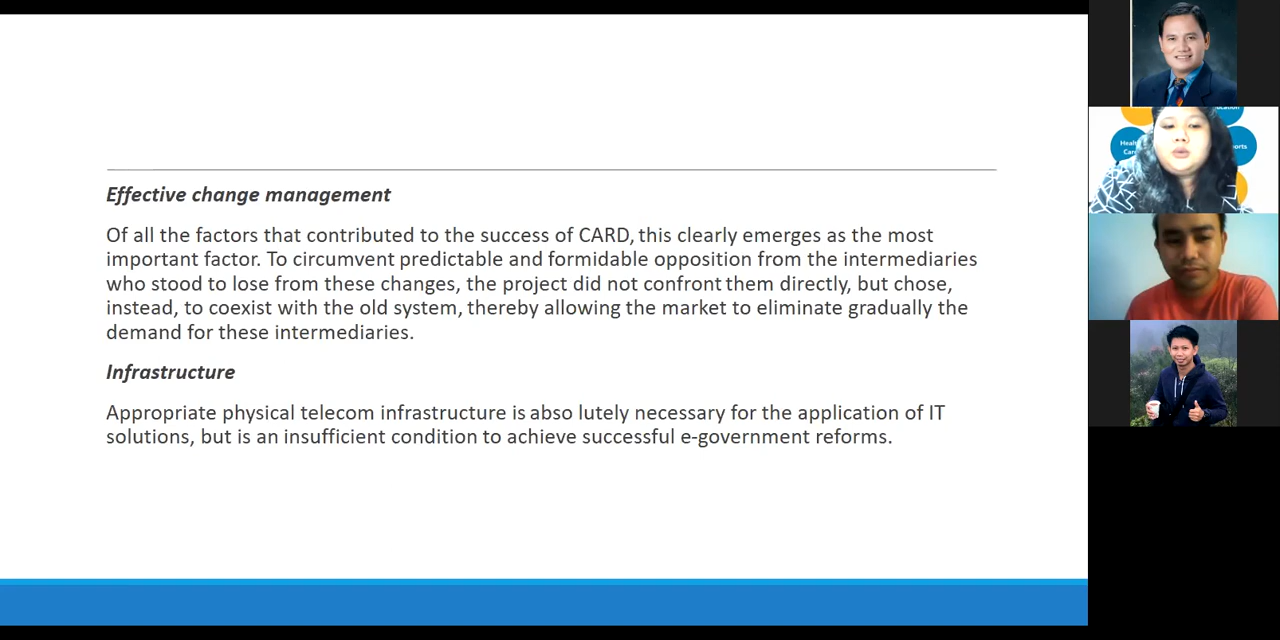 Effective change management
Of all the factors that contributed to the success of CARD, this clearly emerges as the most
important factor. To circumvent predictable and formidable opposition from the intermediaries
who stood to lose from these changes, the project did not confront them directly, but chose,
instead, to coexist with the old system, thereby allowing the market to eliminate gradually the
demand for these intermediaries.
Infrastructure
Appropriate physical telecom infrastructure is abso lutely necessary for the application of IT
solutions, but is an insufficient condition to achieve successful e-government reforms.
Health
Care